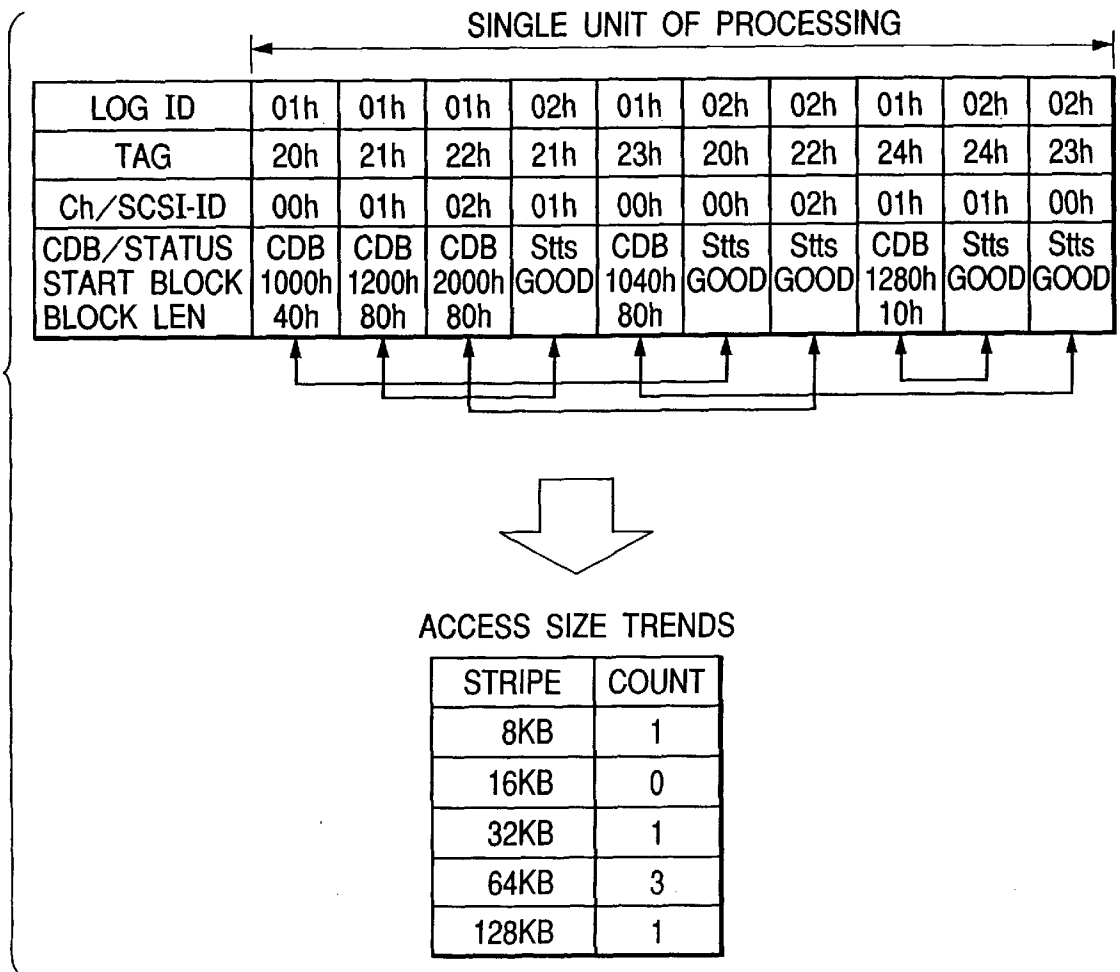 SINGLE UNIT OF PROCESSING
LOG ID 01h 01h 01h 02h 01h 02h 02h 01h 02h 02h
TAG 20h 21h 22h 21h 23h 20h 22h 24h 24h 23h
Ch/SCSI-ID 00h 01h 02h 01h 00h 00h 02h 01h 01h 00h
CDB/STATUS CDB CDB CDB Stts CDB Stts Stts CDB Stts Stts
START BLOCK 1000h 1200h 2000h GOOD 1040h GOOD GOOD 1280h GOOD GOOD
BLOCK LEN 40h 80h 80h 80h 10h
ACCESS SIZE TRENDS
STRIPE COUNT
8KB 1
16KB 0
32KB 1
64KB 3
128KB 1